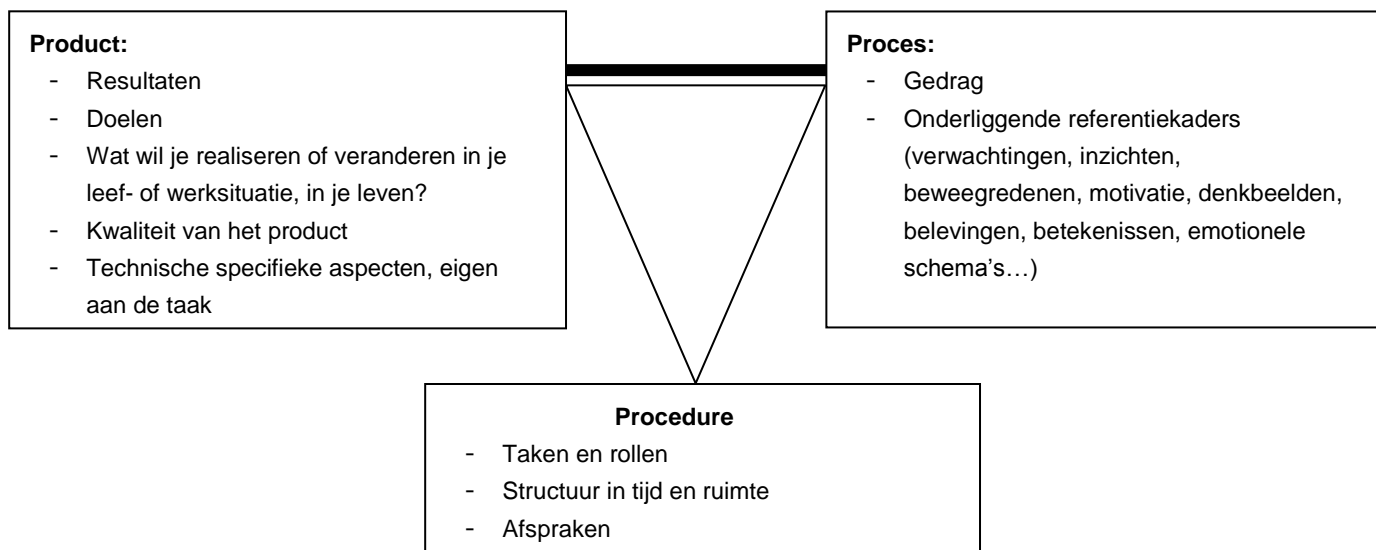 Product:
- Resultaten
- Doelen
- Wat wil je realiseren of veranderen in je
leef- of werksituatie, in je leven?
- Kwaliteit van het product
- Technische specifieke aspecten, eigen
aan de taak
Proces:
- Gedrag
- Onderliggende referentiekaders
(verwachtingen, inzichten,
beweegredenen, motivatie, denkbeelden,
belevingen, betekenissen, emotionele
schema’s…)
Procedure
- Taken en rollen
- Structuur in tijd en ruimte
- Afspraken